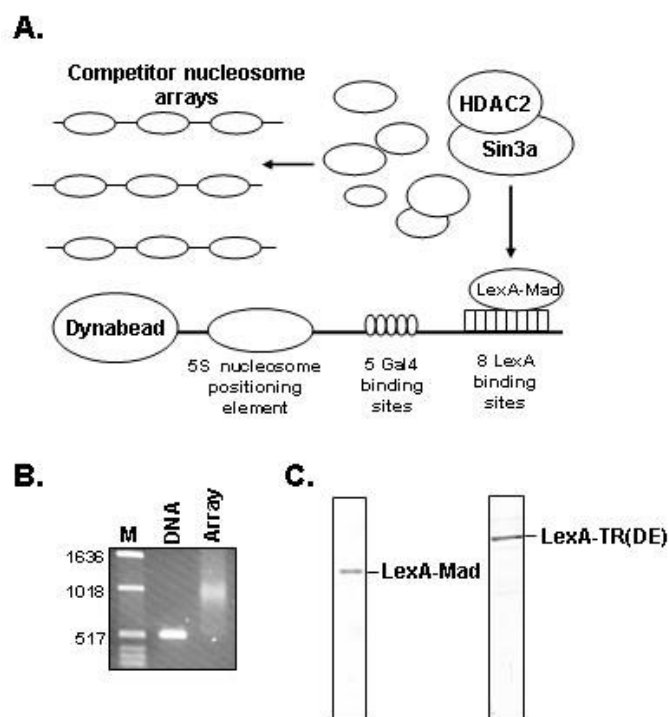 A.
Competitor nucleosome
arrays
HDAC2
Sin3a
LexA-Mad
Dynabead
5S nucleosome
positioning
element
5 Gal4
binding
sites
8 LexA
binding
sites
B.
M
DNA
Array
1636
1018
517
C.
LexA-Mad
LexA-TR(DE)